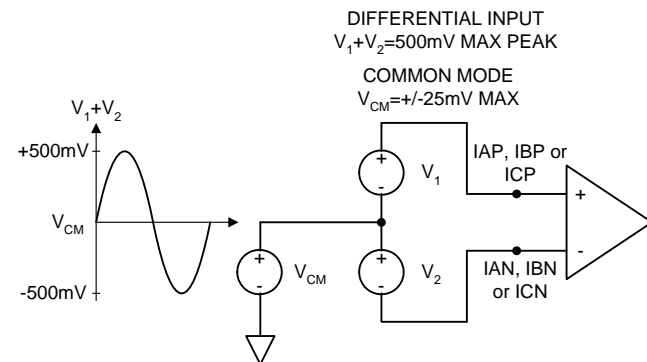 DIFFERENTIAL INPUT
V1+V2=500mV MAX PEAK
COMMON MODE
VCM=+/-25mV MAX
V1+V2
+500mV
VCM
-500mV
+
-
V1
+
-
VCM
+
-
V2
IAP, IBP or
ICP
+
-
IAN, IBN
or ICN